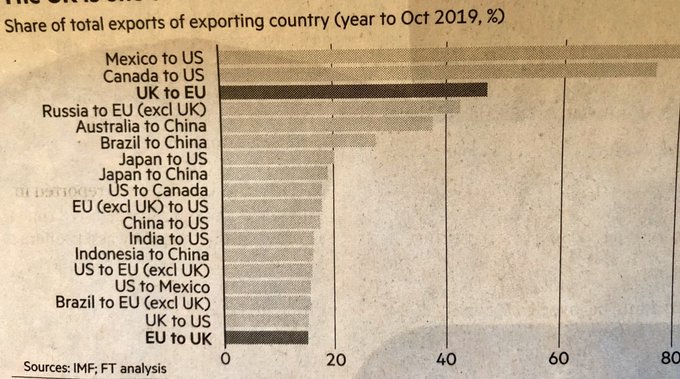 Share of total exports of exporting country (year to Oct 2019, %)
Mexico to US
Canada to US
UK to EU
Russia to EU (excl UK)
Australia to China
Brazil to China
Japan to US
Japan to China
US to Canada
EU (excl UK) to US
China to US
India to US
Indonesia to China
US to EU (excl UK)
US to Mexico
Brazil to EU (excl UK)
UK to US
EU to UK
0 20 40 60 80
Sources: IMF; FT analysis